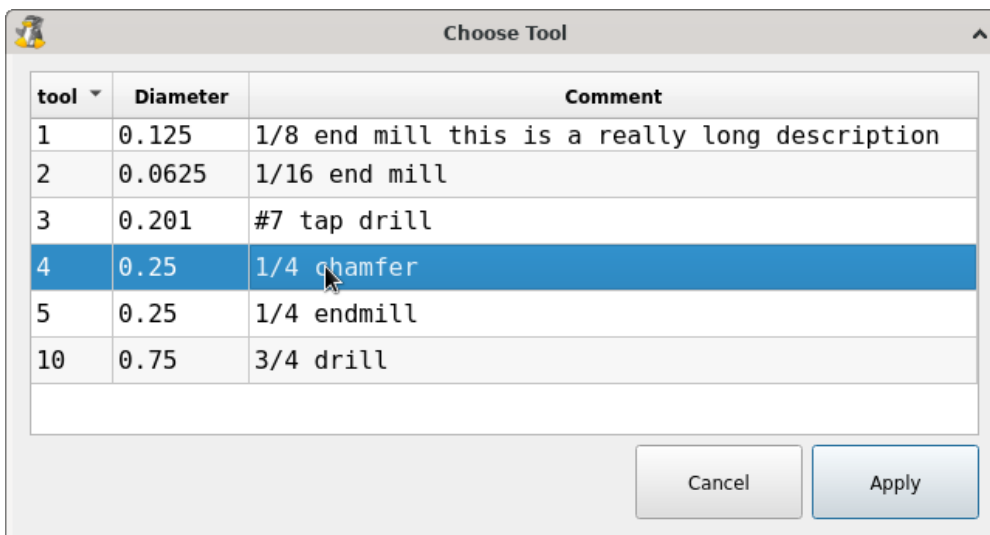 Choose Tool
tool Diameter Comment
1 0.125 1/8 end mill this is a really long description
2 0.0625 1/16 end mill
3 0.201 #7 tap drill
4 0.25 1/4 chamfer
5 0.25 1/4 endmill
10 0.75 3/4 drill
Cancel Apply